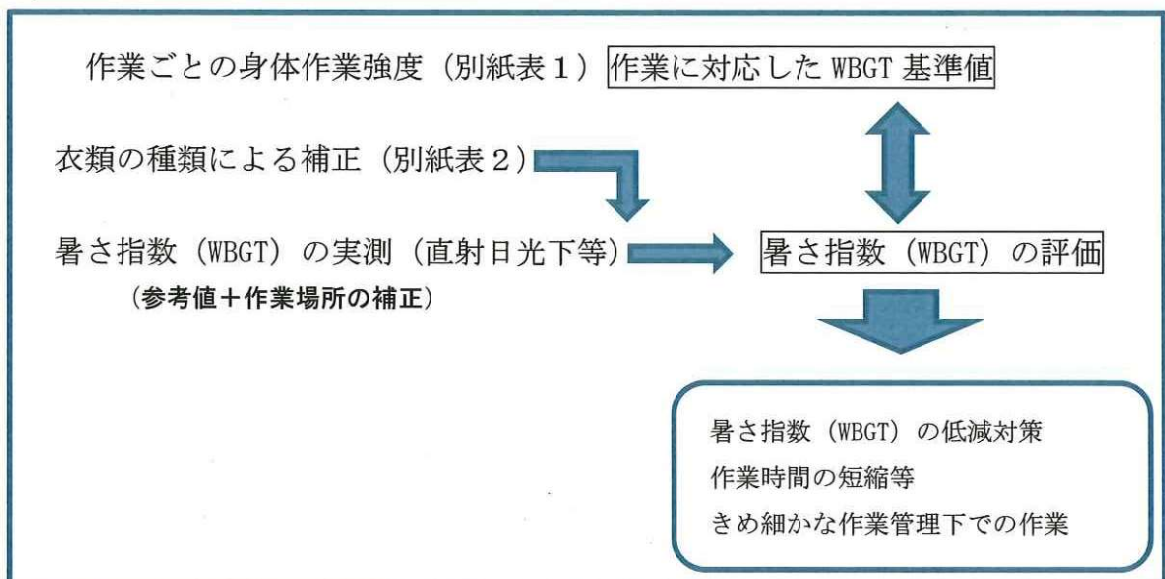 作業ごとの身体作業強度（別紙表１）作業に対応した WBGT 基準値
衣類の種類による補正（別紙表２）
暑さ指数（WBGT）の実測（直射日光下等）暑さ指数（WBGT）の評価
（参考値＋作業場所の補正）
暑さ指数（WBGT）の低減対策
作業時間の短縮等
きめ細かな作業管理下での作業